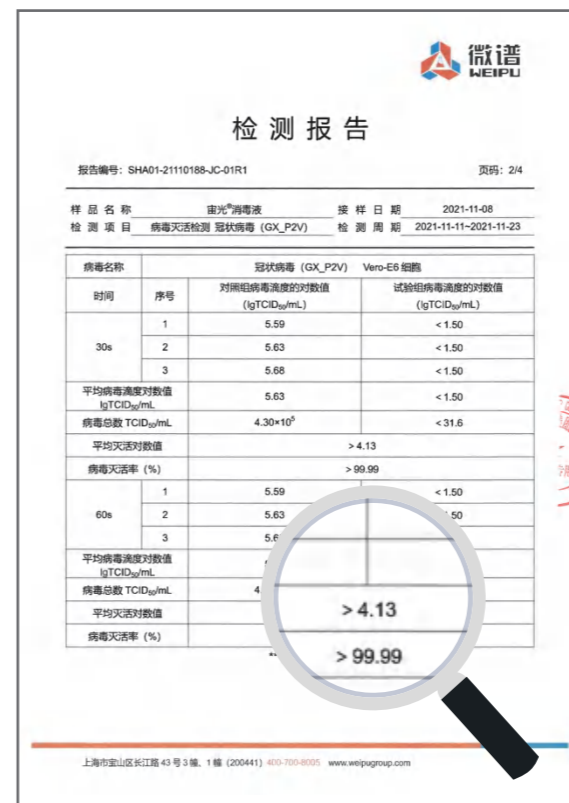 微谱
WEIPU
检测报告
报告编号：SHA01-21110188-JC-01R1 页码：2/4
样品名称 宙光®消毒液 接样日期 2021-11-08
检测项目 病毒灭活检测 冠状病毒（GX_P2V） 检测周期 2021-11-11~2021-11-23
病毒名称 冠状病毒（GX_P2V） Vero-E6 细胞
时间 序号 对照组病毒滴度的对数值 试验组病毒滴度的对数值
(lgTCID₅₀/mL) (lgTCID₅₀/mL)
1 5.59 ＜1.50
30s 2 5.63 ＜1.50
3 5.68 ＜1.50
平均病毒滴度对数值 5.63 ＜1.50
lgTCID₅₀/mL
病毒总数 TCID₅₀/mL 4.30×10⁵ ＜31.6
平均灭活对数值 ＞4.13
病毒灭活率（%） ＞99.99
1 5.59 ＜1.50
60s 2 5.63 1.50
3 5.6
平均病毒滴度对数值
lgTCID₅₀/mL
病毒总数 TCID₅₀/mL 4.
平均灭活对数值 ＞4.13
病毒灭活率（%） ＞99.99
上海市宝山区长江路 43 号 3 幢、1 幢（200441）400-700-8005 www.weipugroup.com